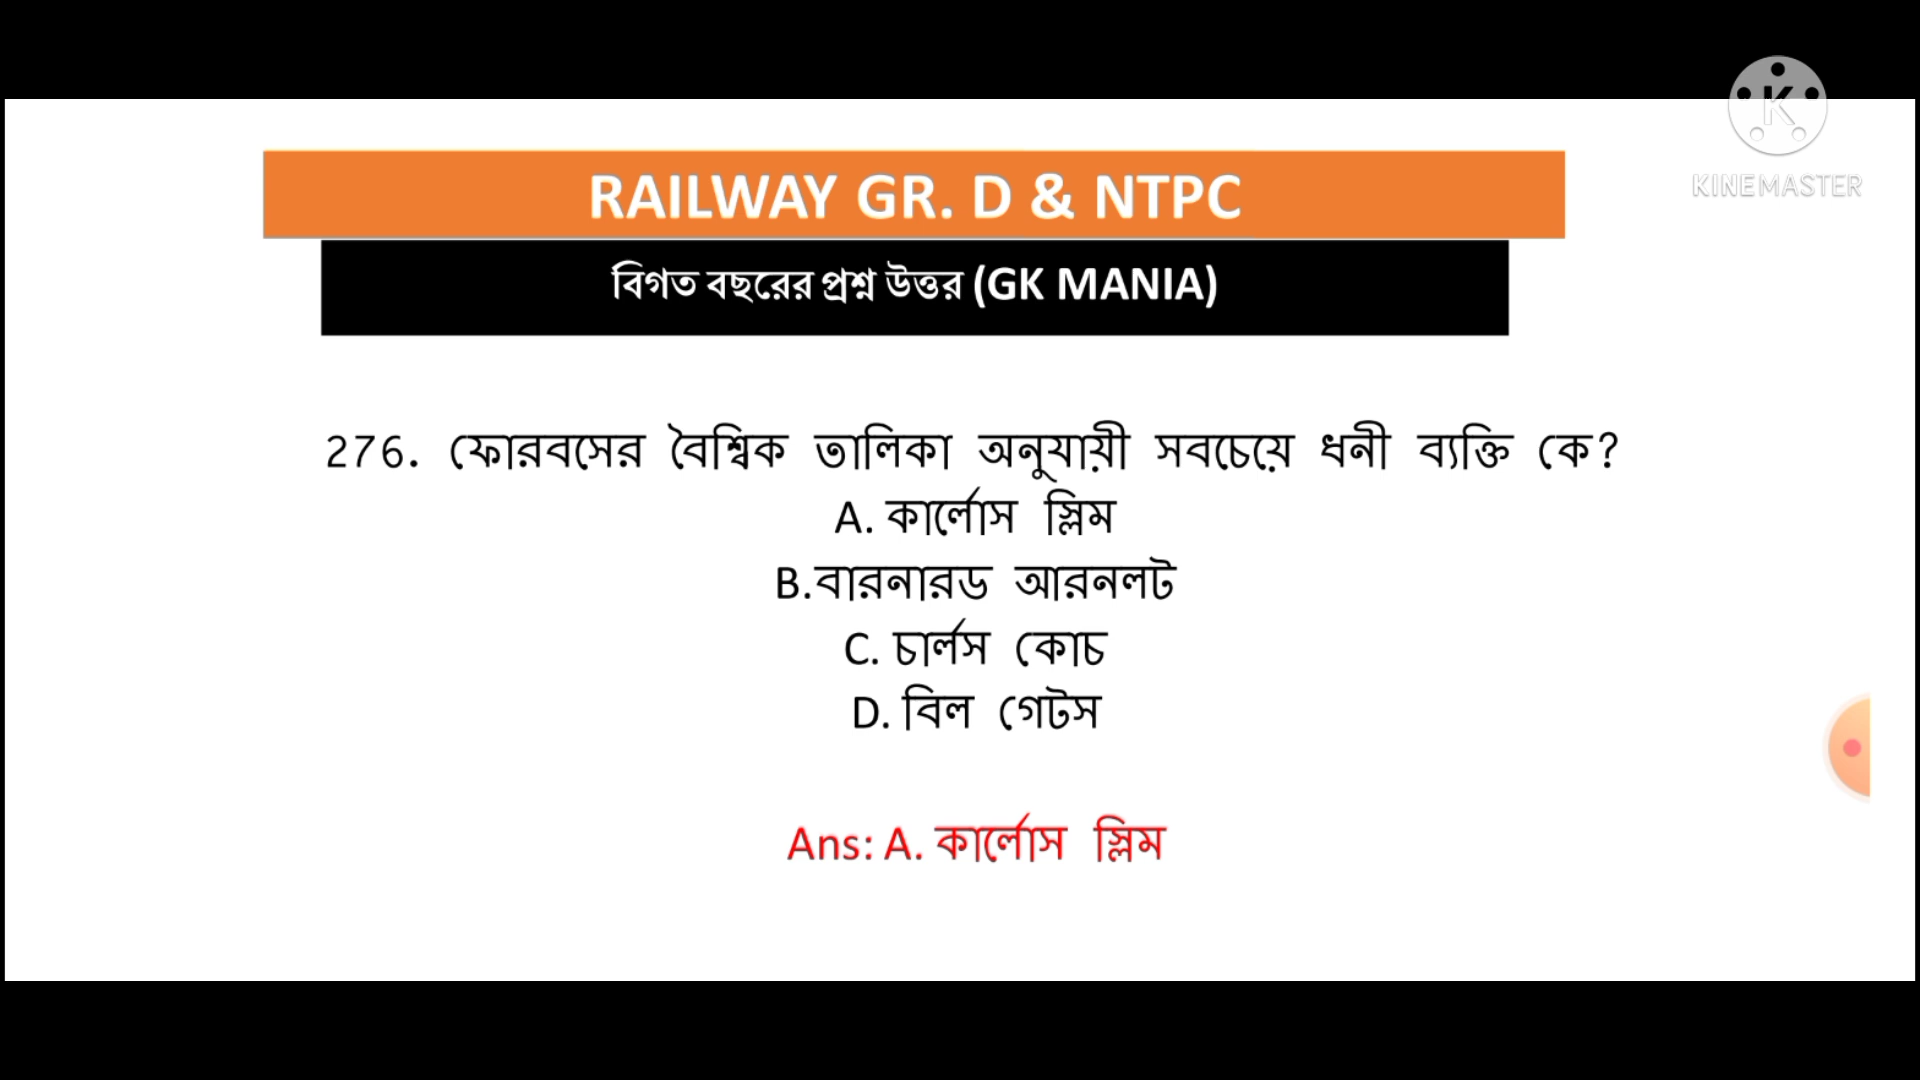 K
KINEMASTER
RAILWAY GR. D & NTPC
বিগত বছরের প্রশ্ন উত্তর (GK MANIA)
276. ফোরবসের বৈশ্বিক তালিকা অনুযায়ী সবচেয়ে ধনী ব্যক্তি কে?
A. কার্লোস স্লিম
B.বারনারড আরনলট
C. চার্লস কোচ
D. বিল গেটস
Ans: A. কার্লোস স্লিম